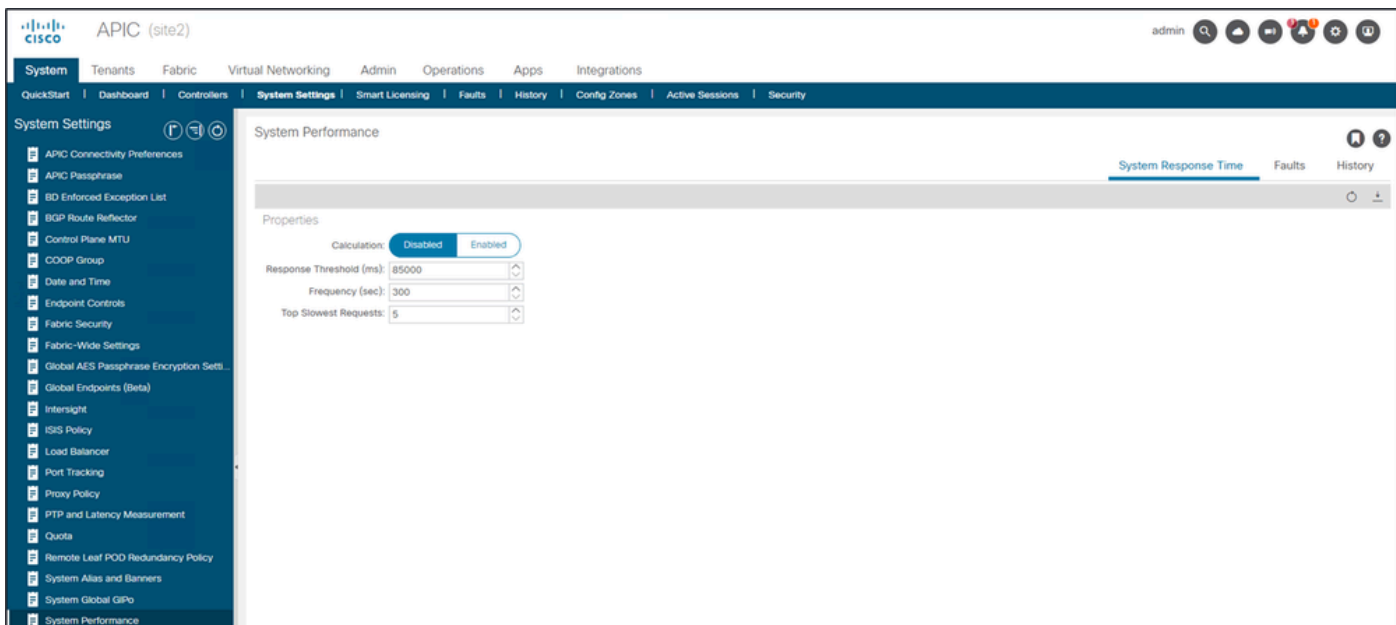 CISCO
APIC (site2)
admin
System Tenants Fabric Virtual Networking Admin Operations Apps Integrations
QuickStart | Dashboard | Controllers | System Settings | Smart Licensing | Faults | History | Config Zones | Active Sessions | Security
System Settings
APIC Connectivity Preferences
APIC Passphrase
BD Enforced Exception List
BGP Route Reflector
Control Plane MTU
COOP Group
Date and Time
Endpoint Controls
Fabric Security
Fabric-Wide Settings
Global AES Passphrase Encryption Setti...
Global Endpoints (Beta)
Intersight
ISIS Policy
Load Balancer
Port Tracking
Proxy Policy
PTP and Latency Measurement
Quota
Remote Leaf POD Redundancy Policy
System Alias and Banners
System Global GIPo
System Performance
System Performance
System Response Time Faults History
Properties
Calculation: Disabled Enabled
Response Threshold (ms): 85000
Frequency (sec): 300
Top Slowest Requests: 5